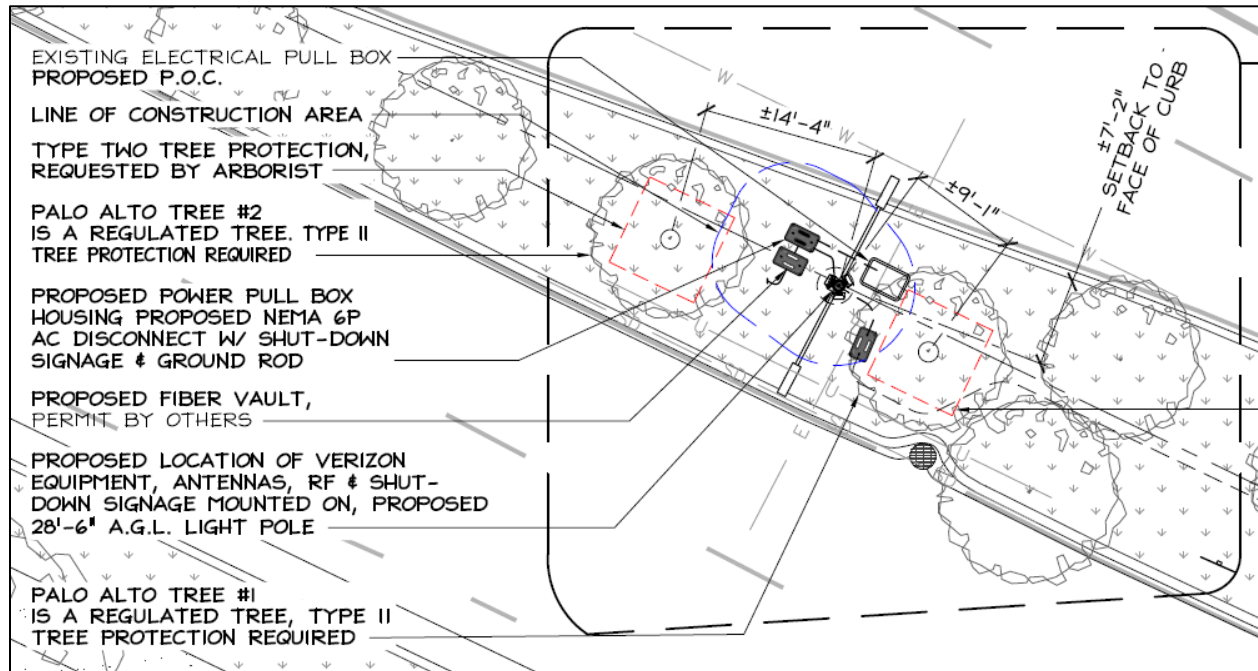 EXISTING ELECTRICAL PULL BOX
PROPOSED P.O.C.
LINE OF CONSTRUCTION AREA
TYPE TWO TREE PROTECTION,
REQUESTED BY ARBORIST
PALO ALTO TREE #2
IS A REGULATED TREE. TYPE II
TREE PROTECTION REQUIRED
PROPOSED POWER PULL BOX
HOUSING PROPOSED NEMA 6P
AC DISCONNECT W/ SHUT-DOWN
SIGNAGE & GROUND ROD
PROPOSED FIBER VAULT,
PERMIT BY OTHERS
PROPOSED LOCATION OF VERIZON
EQUIPMENT, ANTENNAS, RF & SHUT-
DOWN SIGNAGE MOUNTED ON, PROPOSED
28'-6" A.G.L. LIGHT POLE
PALO ALTO TREE #1
IS A REGULATED TREE, TYPE II
TREE PROTECTION REQUIRED
±14'-4"
±9'-1"
±7'-2"
SETBACK TO
FACE OF CURB
W
W
W
W
E